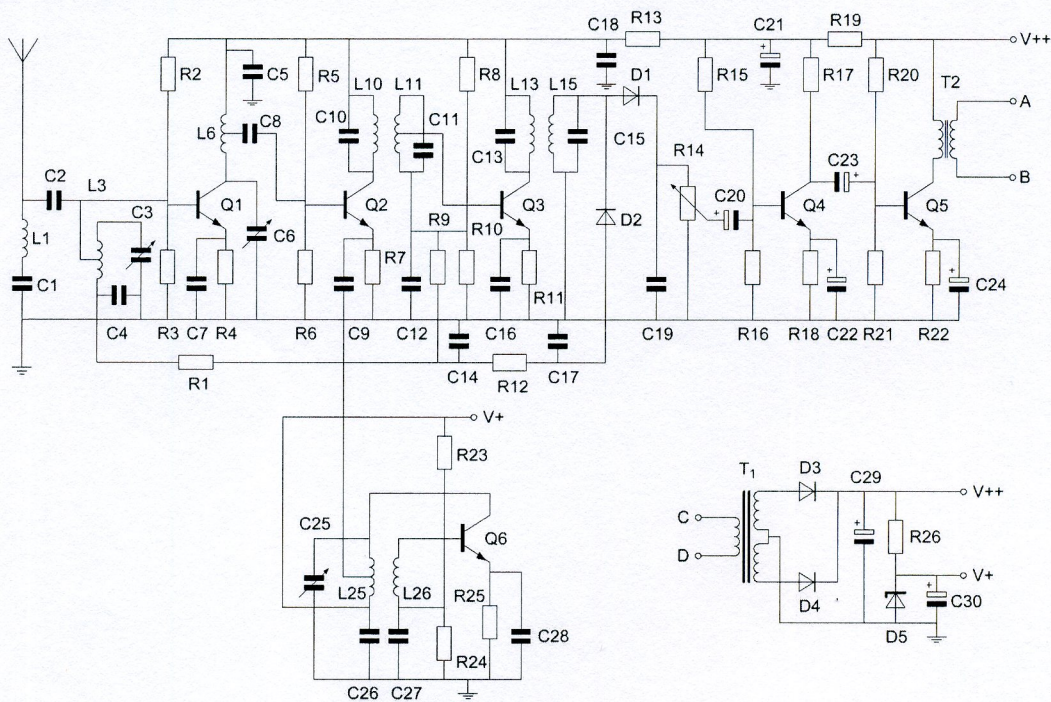 C18 R13 C21 R19
V++
R2 C5 R5 L10 L11 R8 L13 L15 D1 R15 R17 R20 T2
C8 C10 C11 A
L6 C13 C15
C2 L3 R14 C23 B
C3 Q1 Q2 Q3 C20 Q4 Q5
C6 R9 D2
L1 R10
R7
C1 R11 C24
C4 R3 C7 R4 R6 C9 C12 C16 C19 R16 R18 C22 R21 R22
C14 C17
R1 R12
V+
R23
T1 D3 C29
V++
C25 Q6 C
R26
D
V+
L25 L26 R25 D4 C30
C28 D5
R24
C26 C27